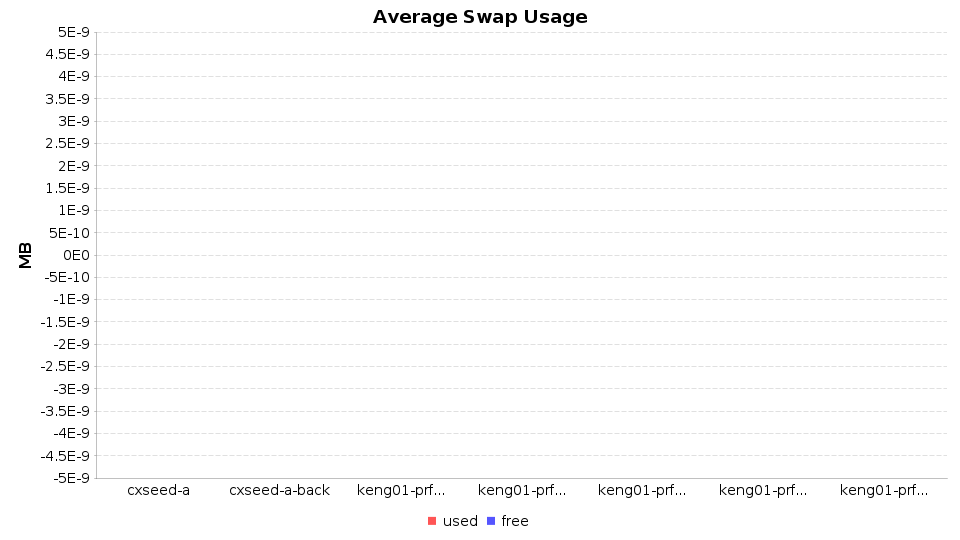 Average Swap Usage
5E-9
4.5E-9
4E-9
3.5E-9
3E-9
2.5E-9
2E-9
1.5E-9
1E-9
5E-10
0E0
-5E-10
-1E-9
-1.5E-9
-2E-9
-2.5E-9
-3E-9
-3.5E-9
-4E-9
-4.5E-9
-5E-9
MB
cxseed-a cxseed-a-back keng01-prf... keng01-prf... keng01-prf... keng01-prf... keng01-prf...
used free